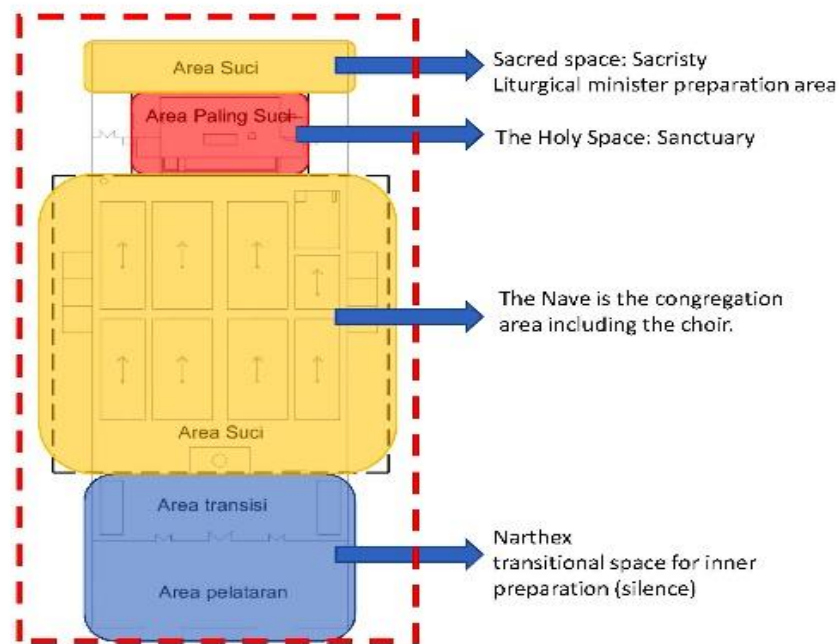 Area Suci
Sacred space: Sacristy
Liturgical minister preparation area
Area Paling Suci
The Holy Space: Sanctuary
The Nave is the congregation
area including the choir.
Area Suci
Area transisi
Narthex
transitional space for inner
preparation (silence)
Area pelataran